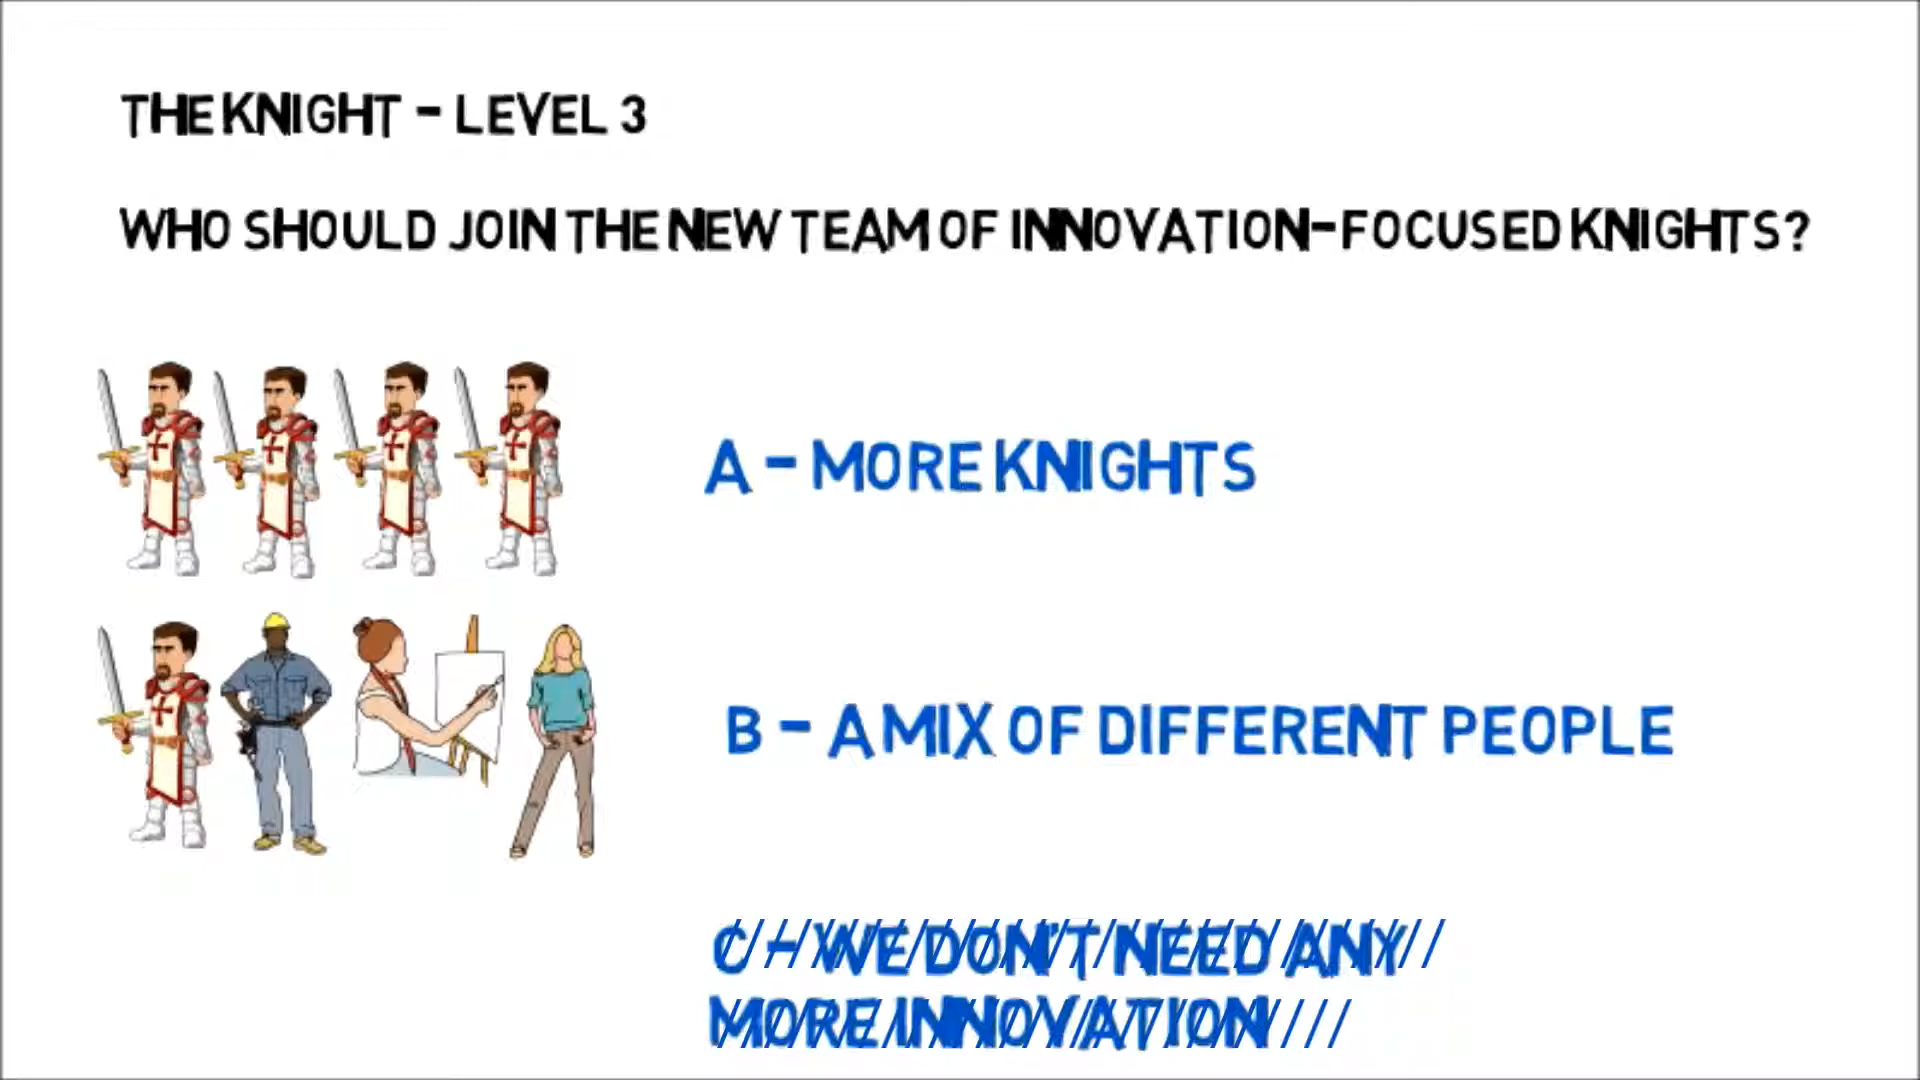 THE KNIGHT - LEVEL 3
WHO SHOULD JOIN THE NEW TEAM OF INNOVATION-FOCUSED KNIGHTS?
A - MORE KNIGHTS
B - A MIX OF DIFFERENT PEOPLE
C - WE DON'T NEED ANY
MORE INNOVATION